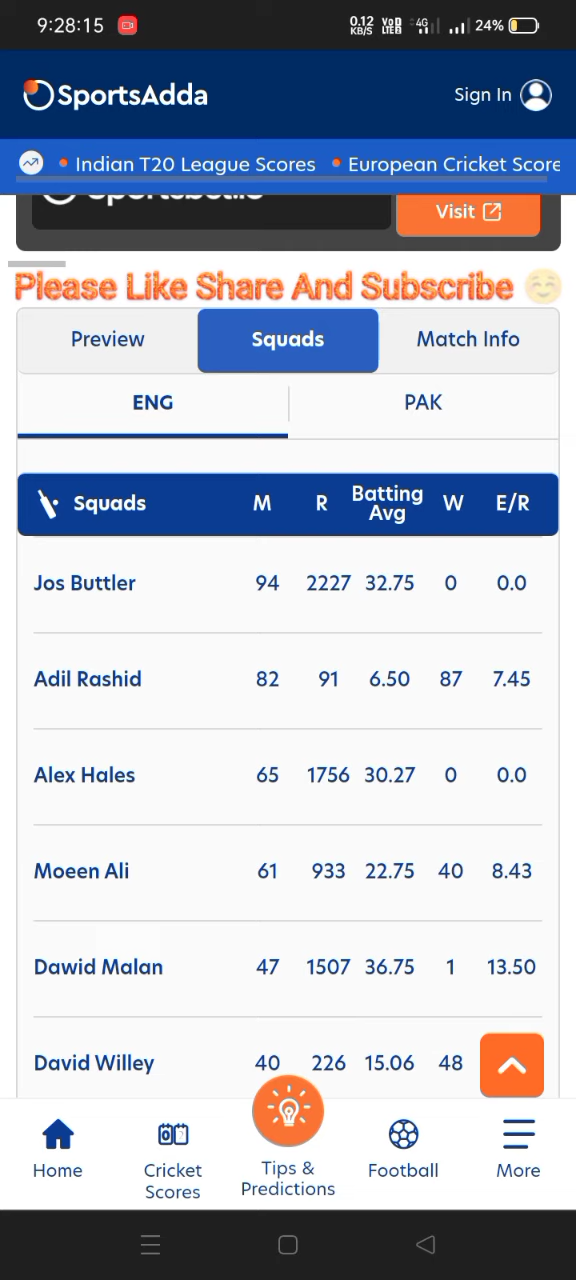 9:28:15 0.12 KB/S VoD LTE 4G 24%
SportsAdda Sign In
Indian T20 League Scores European Cricket Score
Visit
Please Like Share And Subscribe 😊
Preview Squads Match Info
ENG PAK
Squads M R Batting Avg W E/R
Jos Buttler 94 2227 32.75 0 0.0
Adil Rashid 82 91 6.50 87 7.45
Alex Hales 65 1756 30.27 0 0.0
Moeen Ali 61 933 22.75 40 8.43
Dawid Malan 47 1507 36.75 1 13.50
David Willey 40 226 15.06 48
Home Cricket Scores Tips & Predictions Football More